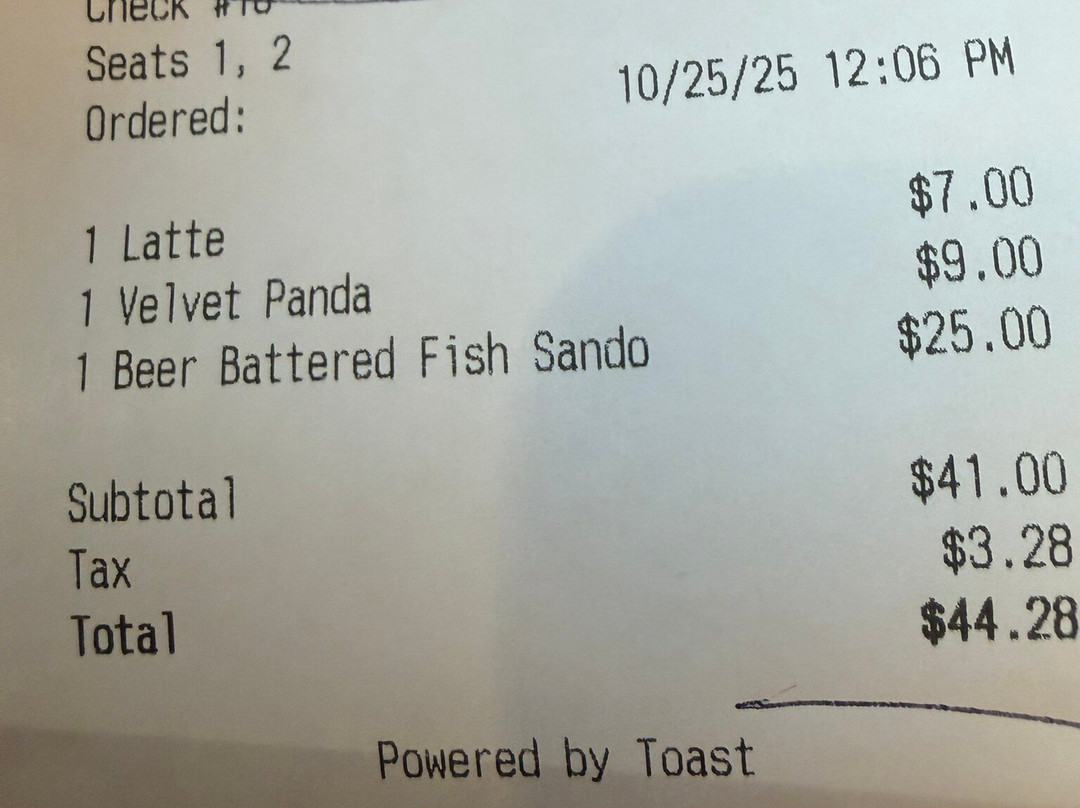 Check #16
Seats 1, 2
Ordered: 10/25/25 12:06 PM
1 Latte $7.00
1 Velvet Panda $9.00
1 Beer Battered Fish Sando $25.00
Subtotal $41.00
Tax $3.28
Total $44.28
Powered by Toast